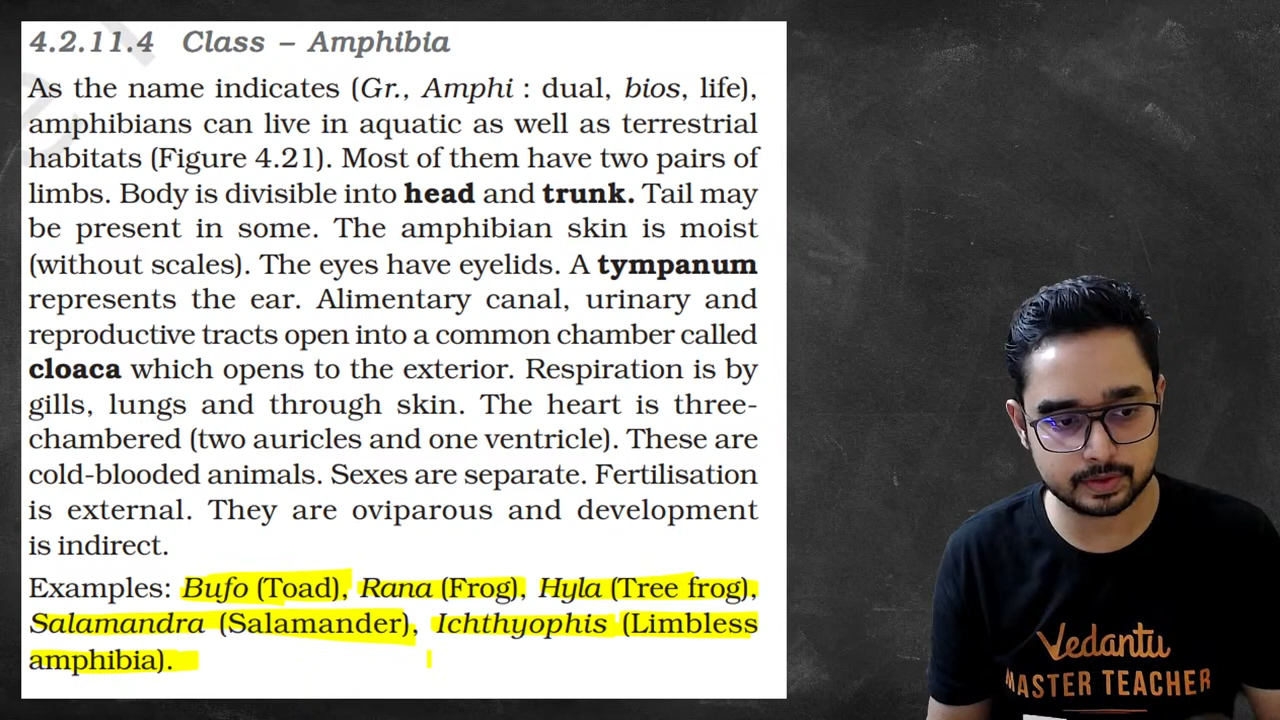 4.2.11.4 Class – Amphibia
As the name indicates (Gr., Amphi : dual, bios, life),
amphibians can live in aquatic as well as terrestrial
habitats (Figure 4.21). Most of them have two pairs of
limbs. Body is divisible into head and trunk. Tail may
be present in some. The amphibian skin is moist
(without scales). The eyes have eyelids. A tympanum
represents the ear. Alimentary canal, urinary and
reproductive tracts open into a common chamber called
cloaca which opens to the exterior. Respiration is by
gills, lungs and through skin. The heart is three-
chambered (two auricles and one ventricle). These are
cold-blooded animals. Sexes are separate. Fertilisation
is external. They are oviparous and development
is indirect.
Examples: Bufo (Toad), Rana (Frog), Hyla (Tree frog),
Salamandra (Salamander), Ichthyophis (Limbless
amphibia).
Vedantu
MASTER TEACHER